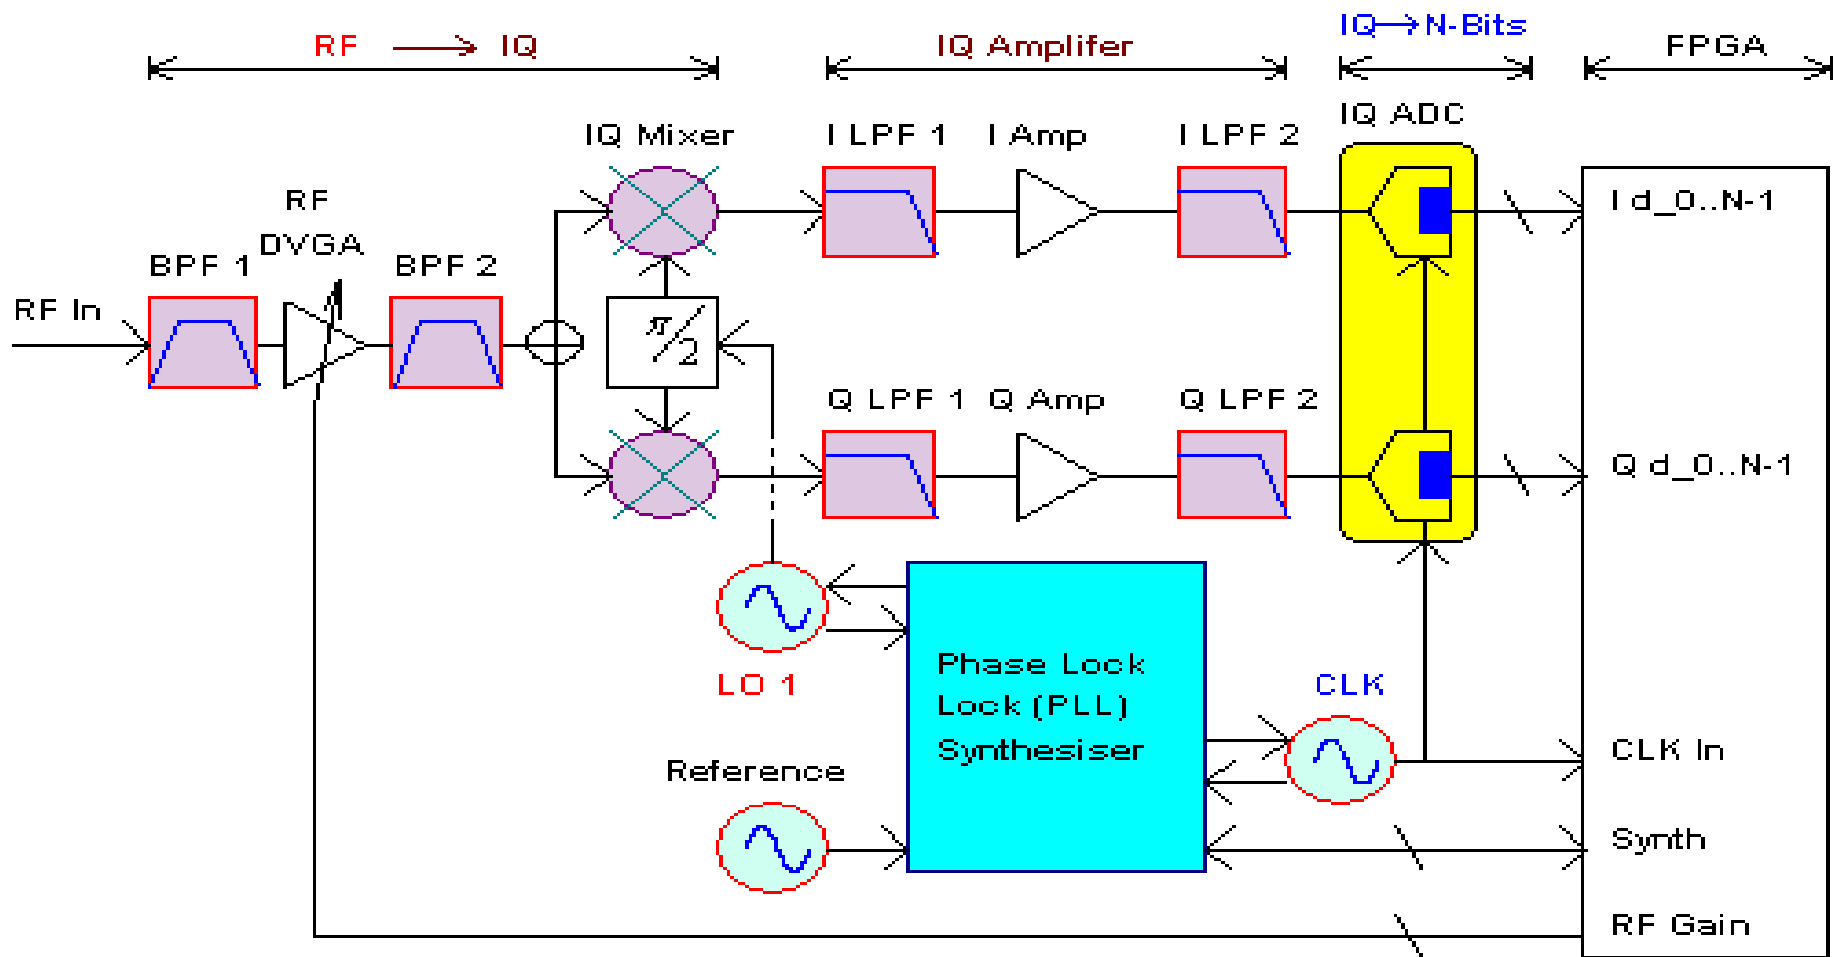 RF → IQ
IQ Amplifer
IQ→N-Bits
FPGA
IQ Mixer
I LPF 1
I Amp
I LPF 2
IQ ADC
RF
DVGA
BPF 1
BPF 2
RF In
π/2
I d_0..N-1
Q LPF 1
Q Amp
Q LPF 2
Q d_0..N-1
LO 1
Phase Lock
Lock (PLL)
Synthesiser
CLK
Reference
CLK In
Synth
RF Gain